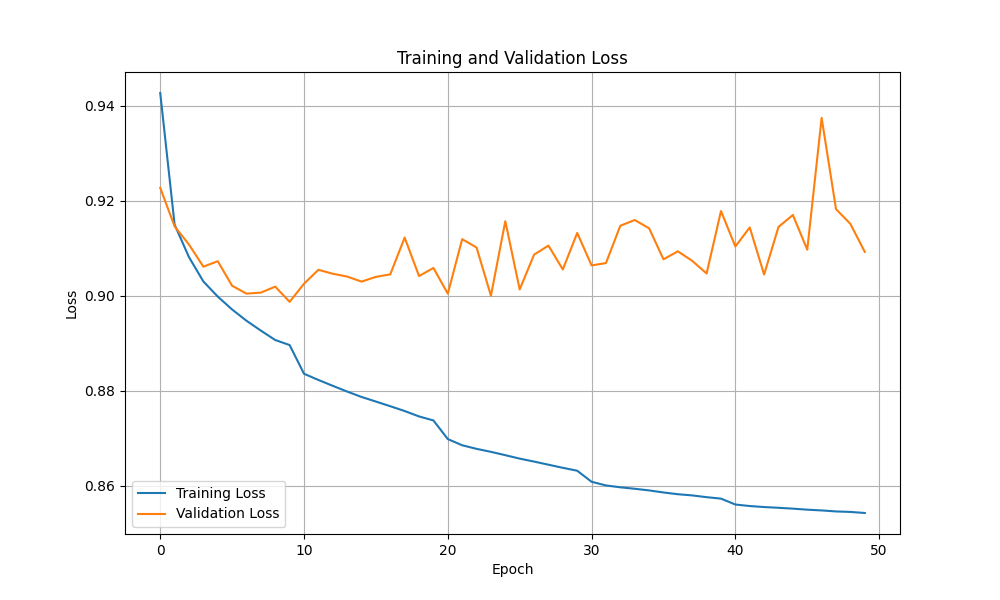 Training and Validation Loss
0.94
0.92
0.90
0.88
0.86
Loss
Training Loss
Validation Loss
0 10 20 30 40 50
Epoch